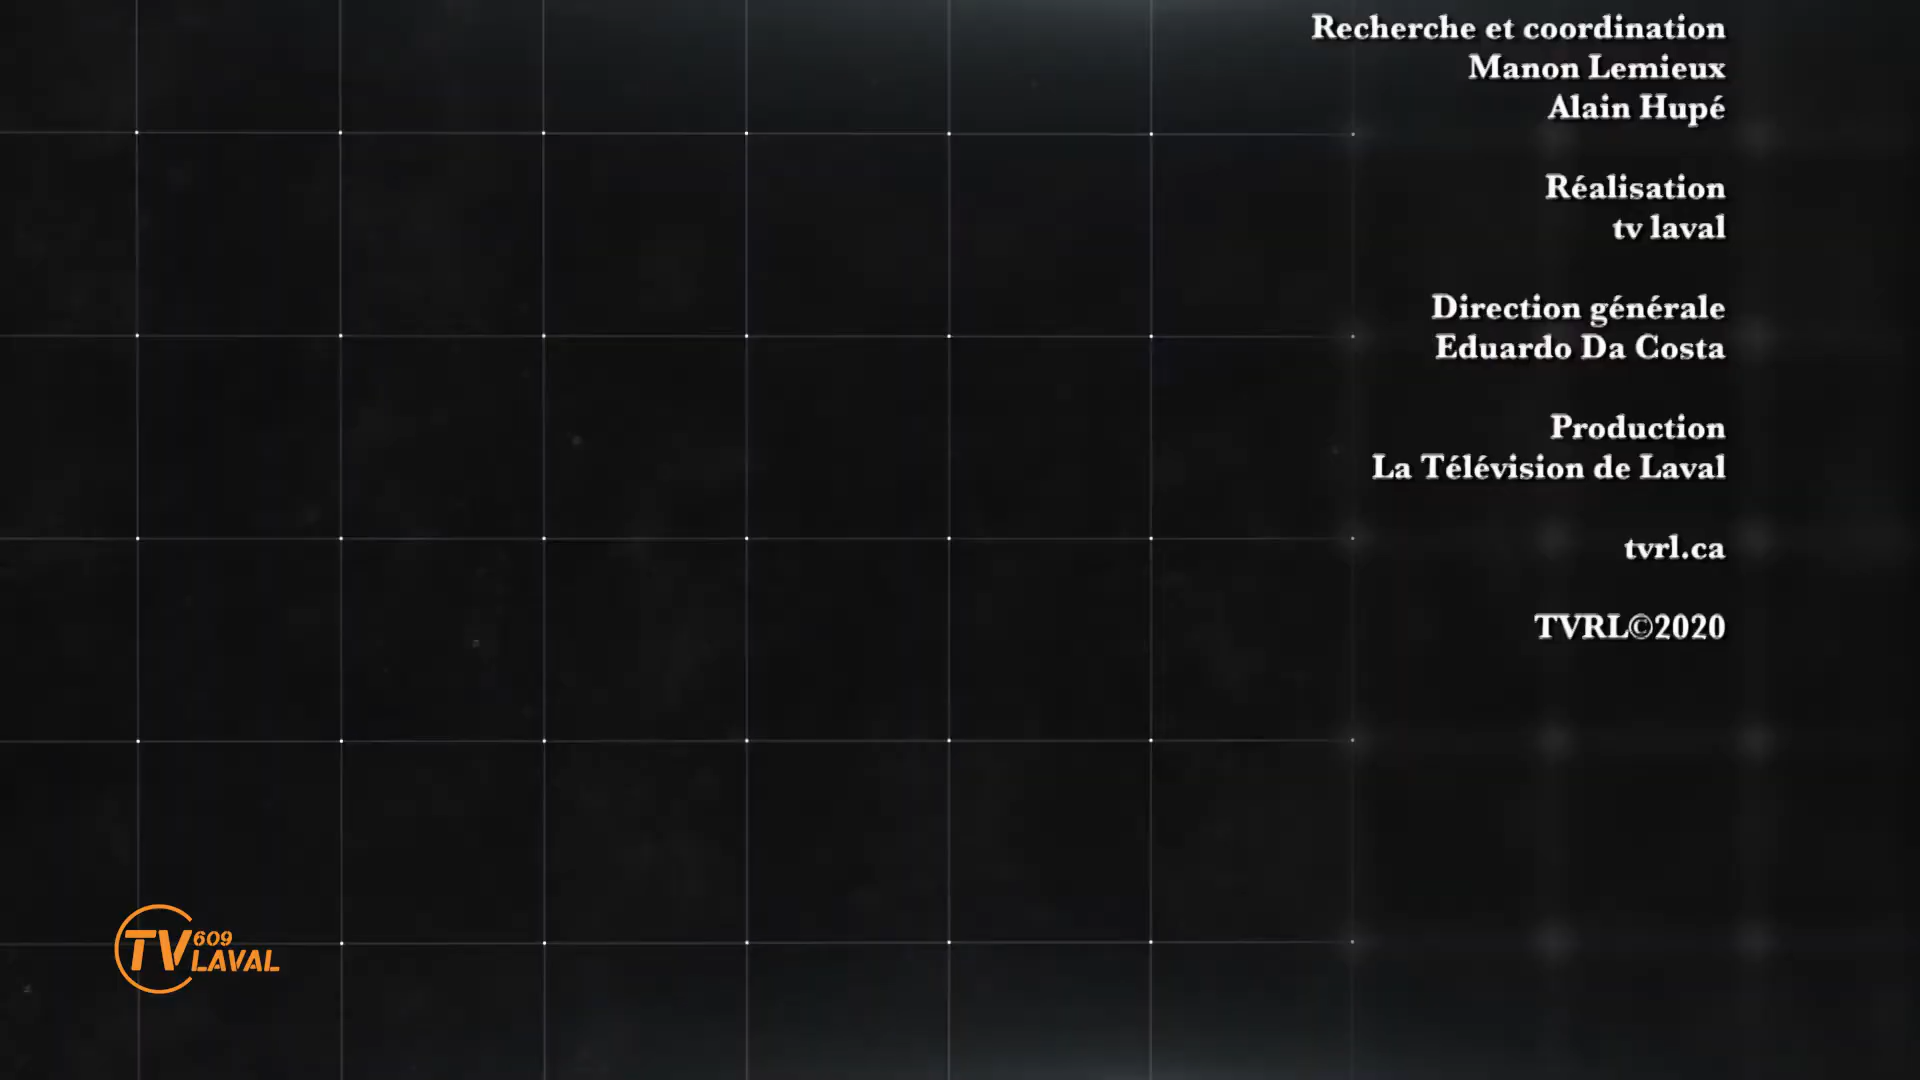 Recherche et coordination
Manon Lemieux
Alain Hupé
Réalisation
tv laval
Direction générale
Eduardo Da Costa
Production
La Télévision de Laval
tvrl.ca
TVRL©2020
TV 609
LAVAL